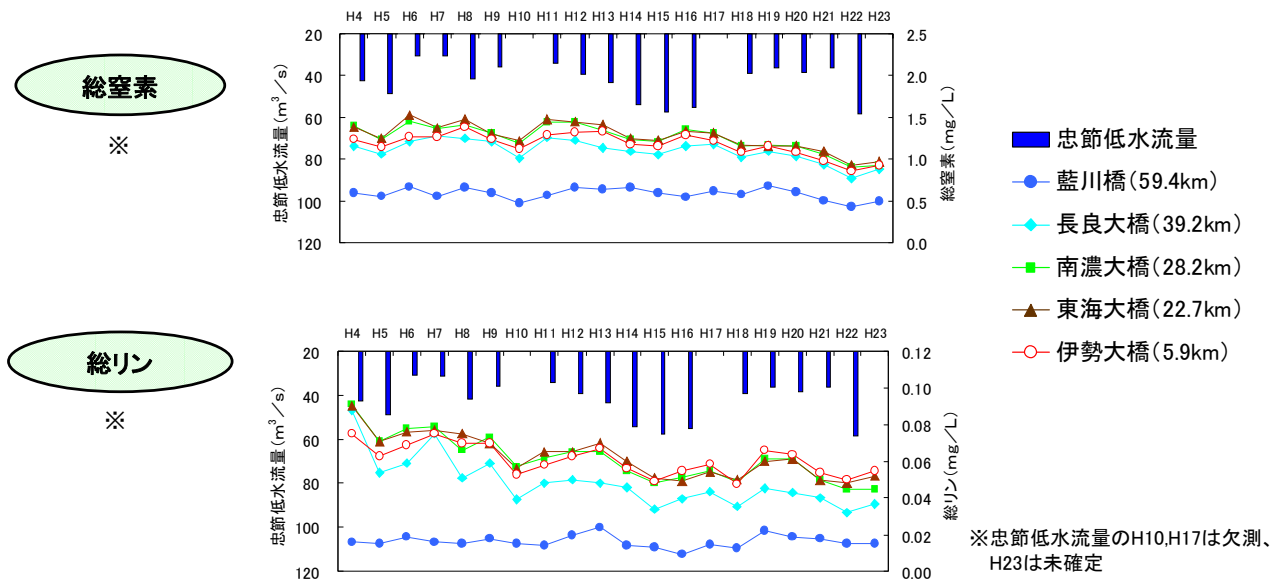 総窒素
※
H4 H5 H6 H7 H8 H9 H10 H11 H12 H13 H14 H15 H16 H17 H18 H19 H20 H21 H22 H23
忠節低水流量(m³/s)
20
40
60
80
100
120
2.5
2.0
1.5
1.0
0.5
0.0
総窒素(mg/L)
総リン
※
H4 H5 H6 H7 H8 H9 H10 H11 H12 H13 H14 H15 H16 H17 H18 H19 H20 H21 H22 H23
忠節低水流量(m³/s)
20
40
60
80
100
120
0.12
0.10
0.08
0.06
0.04
0.02
0.00
総リン(mg/L)
忠節低水流量
藍川橋(59.4km)
長良大橋(39.2km)
南濃大橋(28.2km)
東海大橋(22.7km)
伊勢大橋(5.9km)
※忠節低水流量のH10,H17は欠測、
H23は未確定